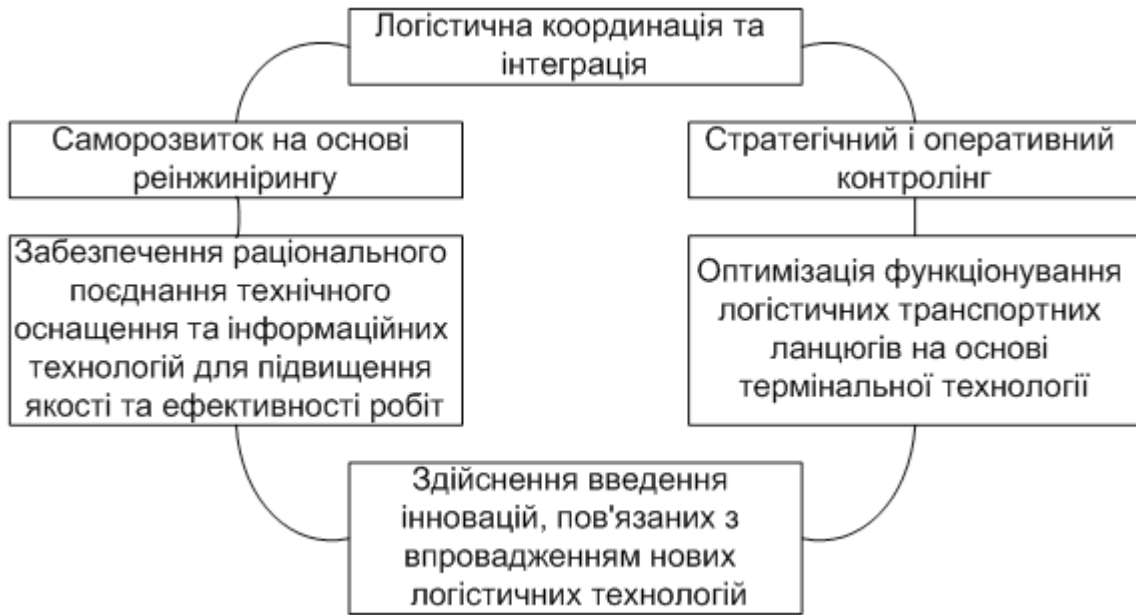 Логістична координація та
інтеграція
Саморозвиток на основі
реінжинірингу
Стратегічний і оперативний
контролінг
Забезпечення раціонального
поєднання технічного
оснащення та інформаційних
технологій для підвищення
якості та ефективності робіт
Оптимізація функціонування
логістичних транспортних
ланцюгів на основі
термінальної технології
Здійснення введення
інновацій, пов'язаних з
впровадженням нових
логістичних технологій